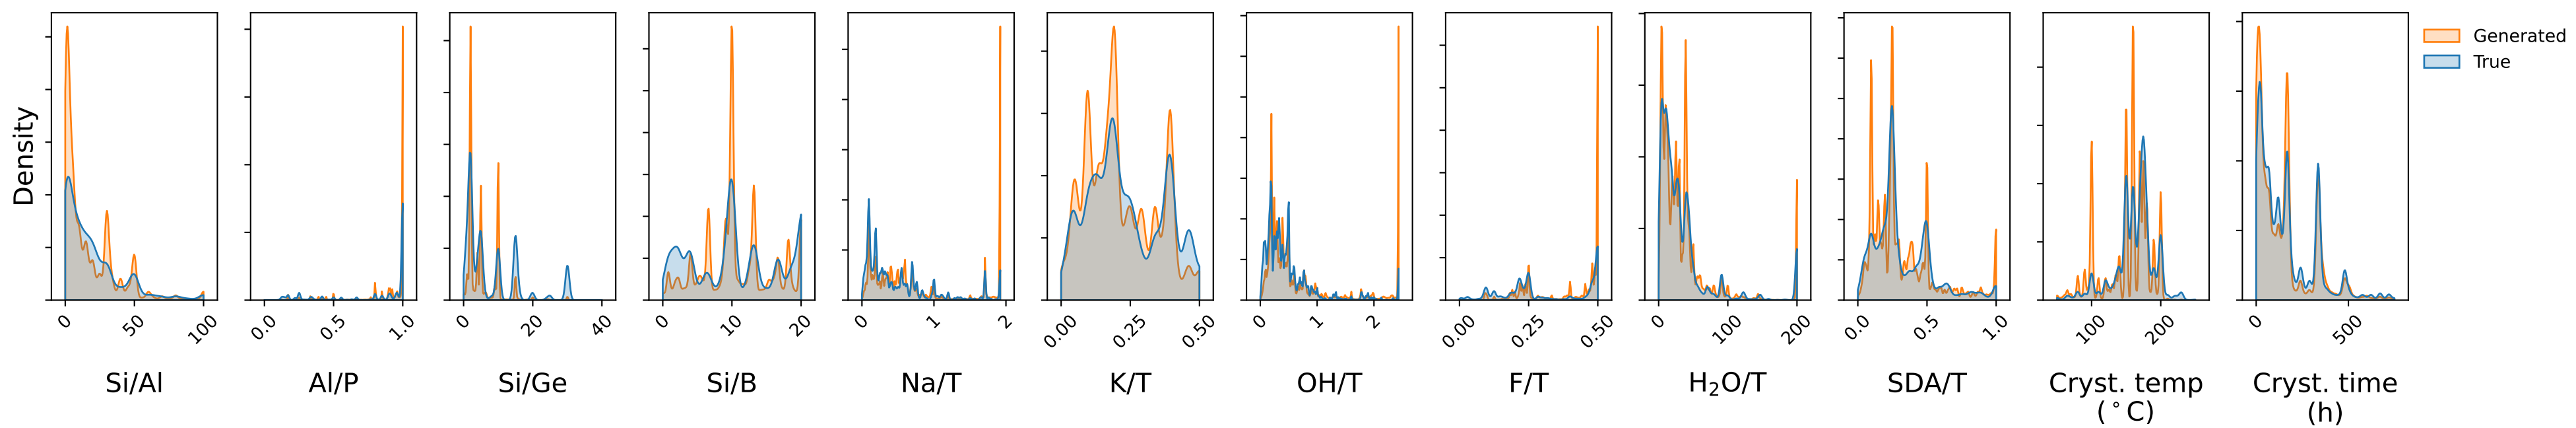 Density
0 50 100
Si/Al
0.0 0.5 1.0
Al/P
0 20 40
Si/Ge
0 10 20
Si/B
0 1 2
Na/T
0.00 0.25 0.50
K/T
0 1 2
OH/T
0.00 0.25 0.50
F/T
0 100 200
H₂O/T
0.0 0.5 1.0
SDA/T
100 200
Cryst. temp
(°C)
0 500
Cryst. time
(h)
Generated
True